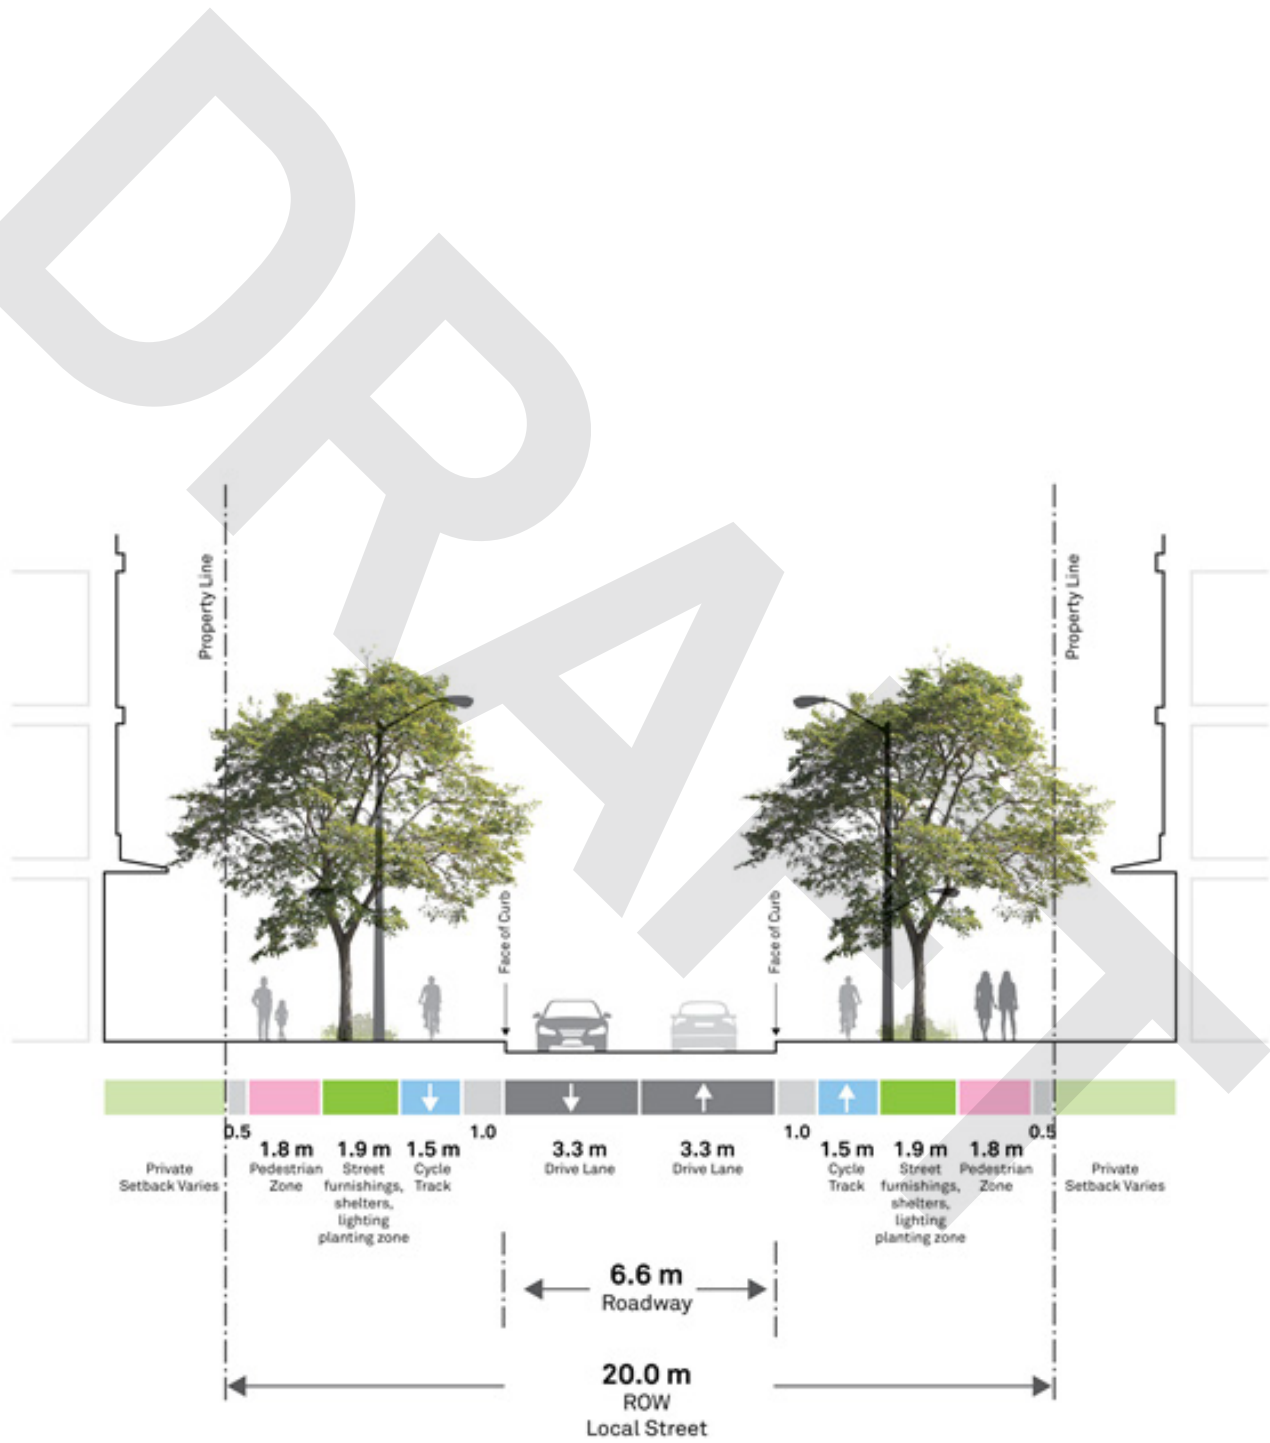 DRAFT
Property Line
Property Line
Face of Curb
Face of Curb
0.5
1.8 m
Pedestrian
Zone
1.9 m
Street
furnishings,
shelters,
lighting
planting zone
1.5 m
Cycle
Track
1.0
3.3 m
Drive Lane
3.3 m
Drive Lane
1.0
1.5 m
Cycle
Track
1.9 m
Street
furnishings,
shelters,
lighting
planting zone
1.8 m
Pedestrian
Zone
0.5
Private
Setback Varies
Private
Setback Varies
6.6 m
Roadway
20.0 m
ROW
Local Street